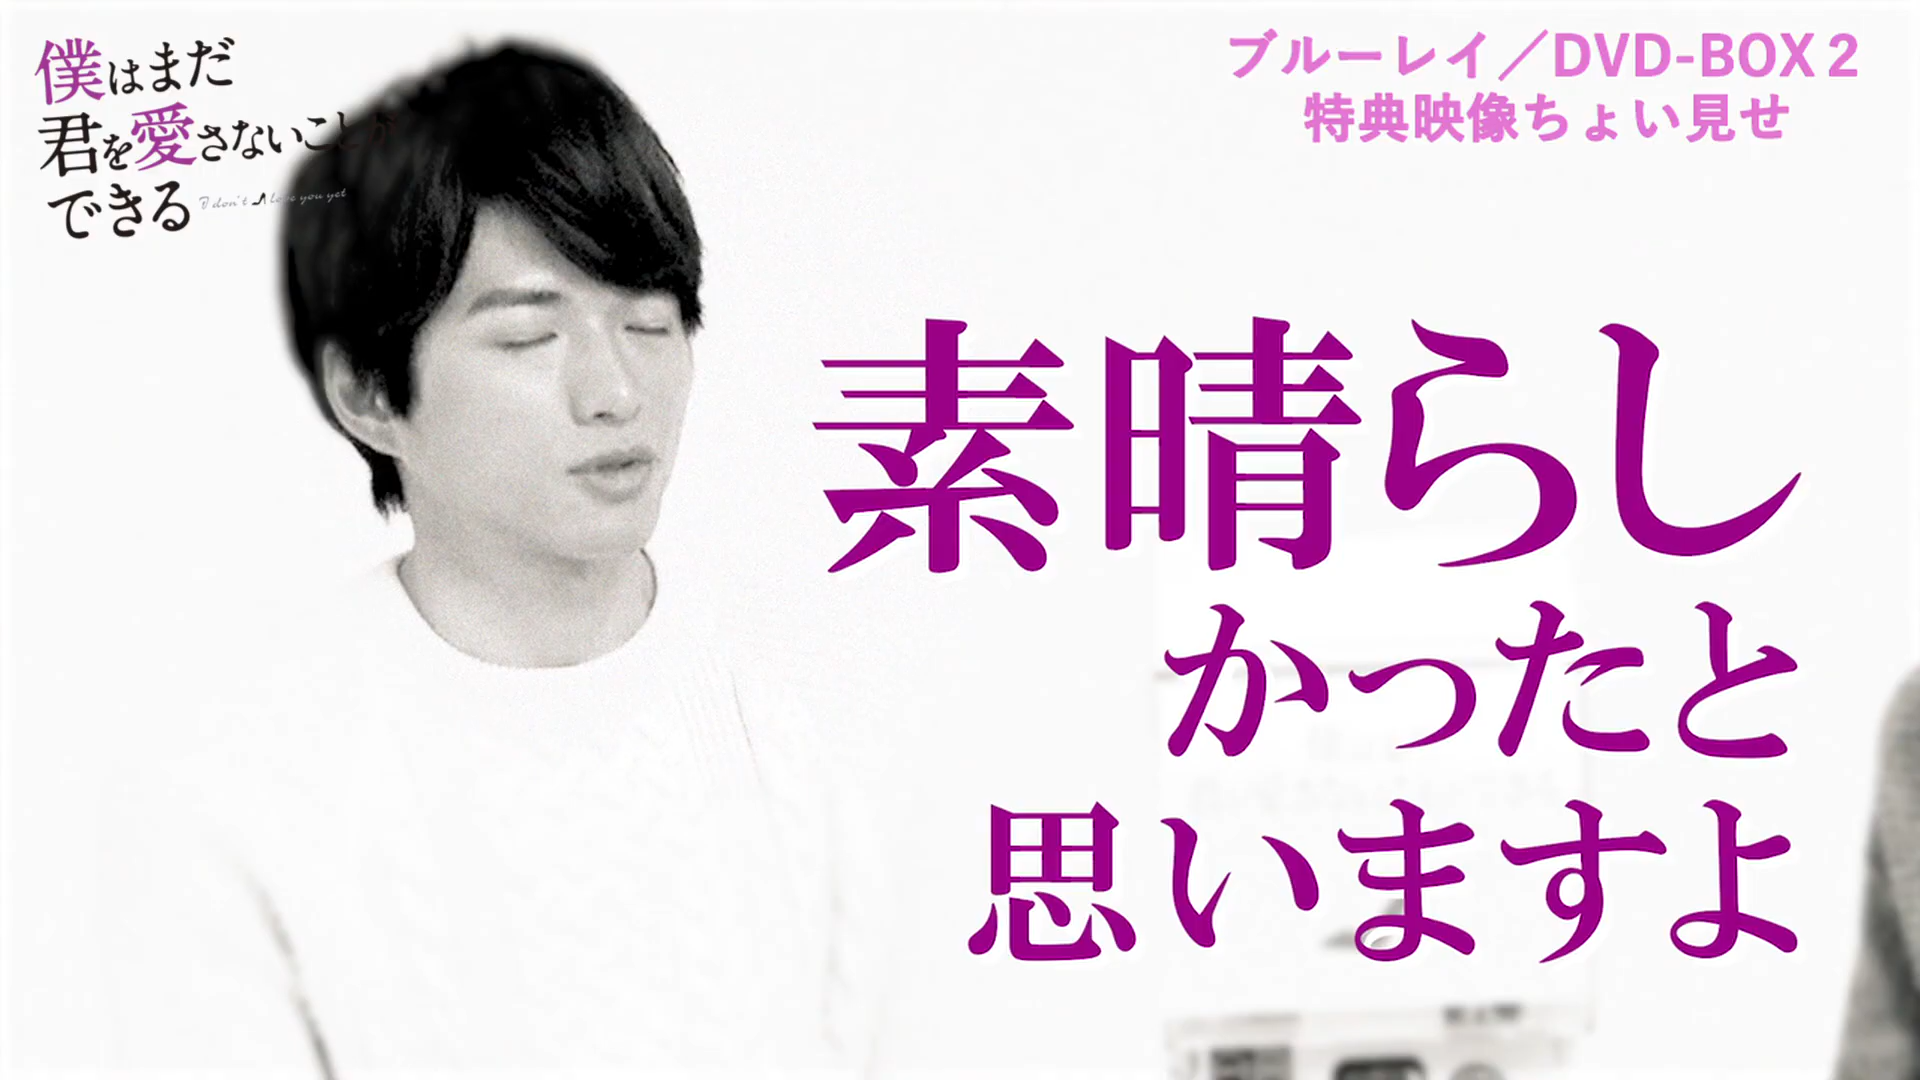 僕はまだ
君を愛さないことが
できる
I don't love you yet
ブルーレイ／DVD-BOX２
特典映像ちょい見せ
素晴らし
かったと
思いますよ